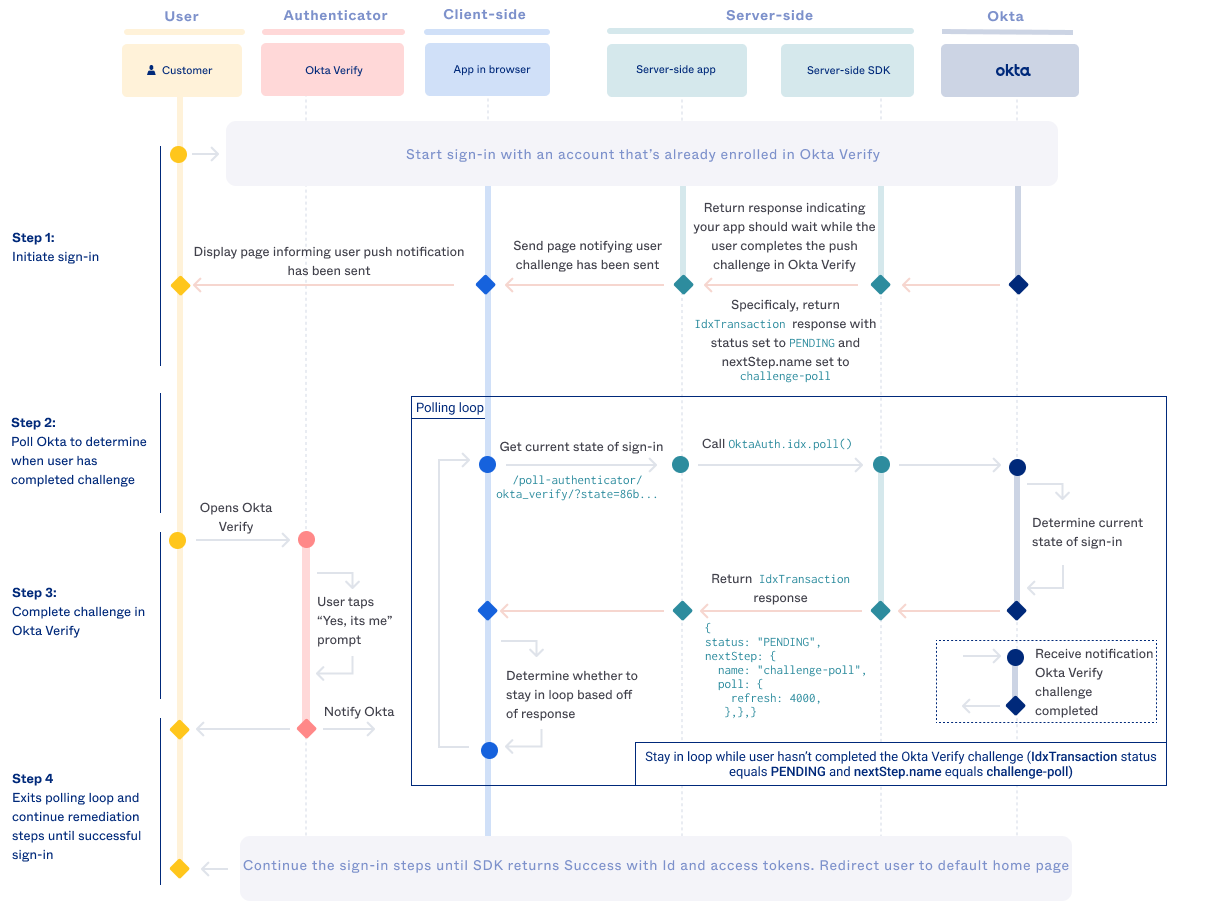 User
Authenticator
Client-side
Server-side
Okta
Customer
Okta Verify
App in browser
Server-side app
Server-side SDK
okta
Start sign-in with an account that's already enrolled in Okta Verify
Step 1:
Initiate sign-in
Display page informing user push notification
has been sent
Send page notifying user
challenge has been sent
Return response indicating
your app should wait while the
user completes the push
challenge in Okta Verify
Specificaly, return
IdxTransaction response with
status set to PENDING and
nextStep.name set to
challenge-poll
Step 2:
Poll Okta to determine
when user has
completed challenge
Polling loop
Get current state of sign-in
/poll-authenticator/
okta_verify/?state=86b...
Call OktaAuth.idx.poll()
Determine current
state of sign-in
Opens Okta
Verify
Step 3:
Complete challenge in
Okta Verify
User taps
“Yes, its me”
prompt
Return IdxTransaction
response
{
status: "PENDING",
nextStep: {
name: "challenge-poll",
poll: {
refresh: 4000,
},},}
Determine whether to
stay in loop based off
of response
Receive notification
Okta Verify
challenge
completed
Notify Okta
Stay in loop while user hasn't completed the Okta Verify challenge (IdxTransaction status
equals PENDING and nextStep.name equals challenge-poll)
Step 4
Exits polling loop and
continue remediation
steps until successful
sign-in
Continue the sign-in steps until SDK returns Success with Id and access tokens. Redirect user to default home page